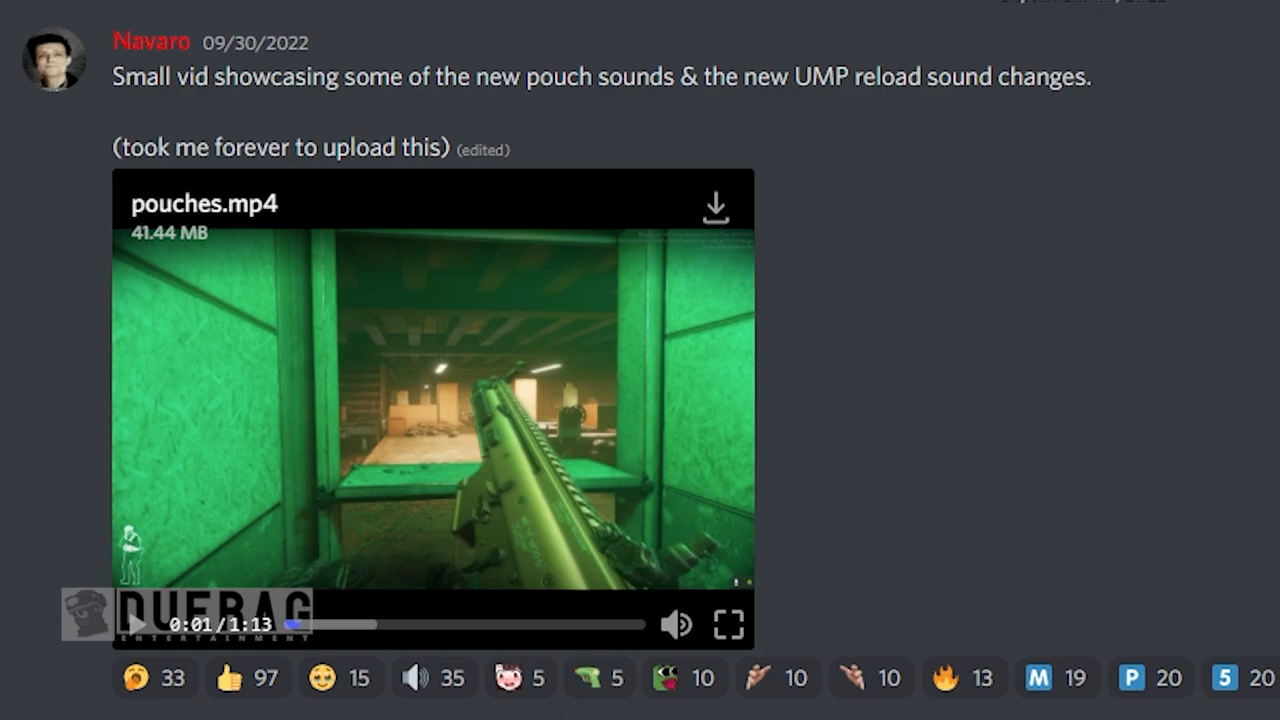 Navaro 09/30/2022
Small vid showcasing some of the new pouch sounds & the new UMP reload sound changes.
(took me forever to upload this) (edited)
pouches.mp4
41.44 MB
DUEBAG
ENTERTAINMENT
0:01/1:13
33 97 15 35 5 5 10 10 10 13 M 19 P 20 5 20